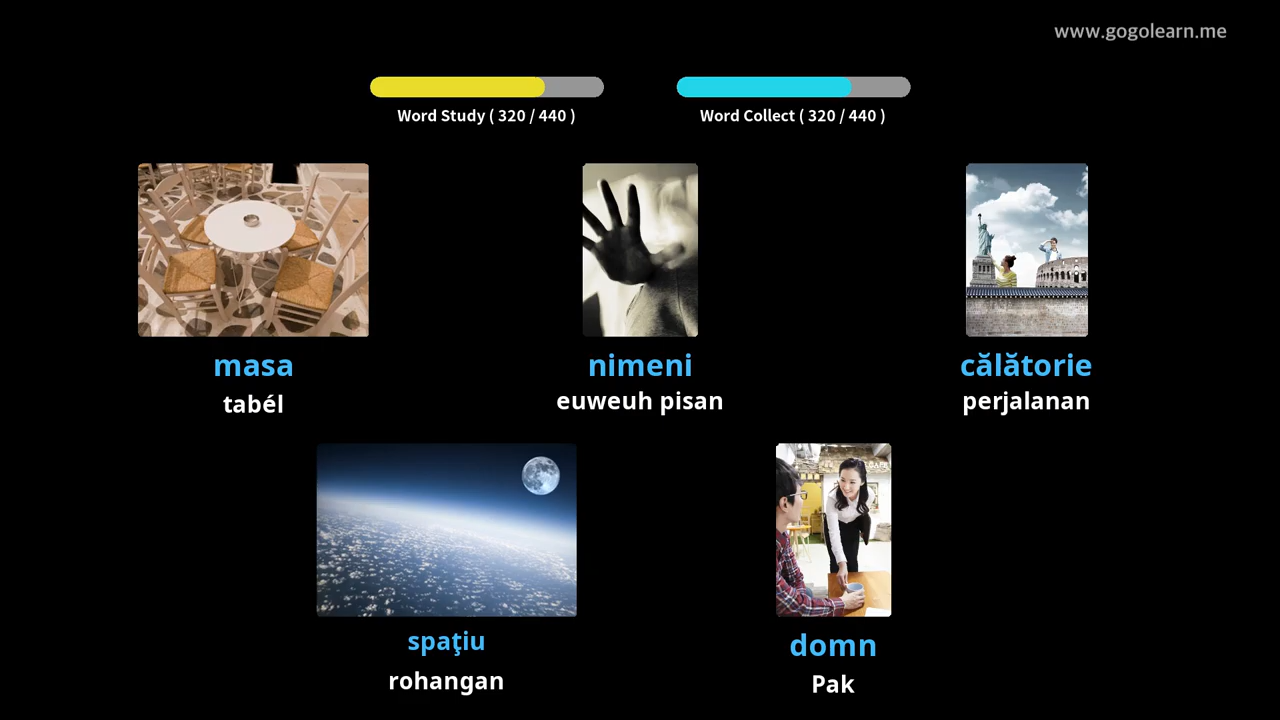 www.gogolearn.me
Word Study ( 320 / 440 )
Word Collect ( 320 / 440 )
masa
tabél
nimeni
euweuh pisan
călătorie
perjalanan
spaţiu
rohangan
domn
Pak